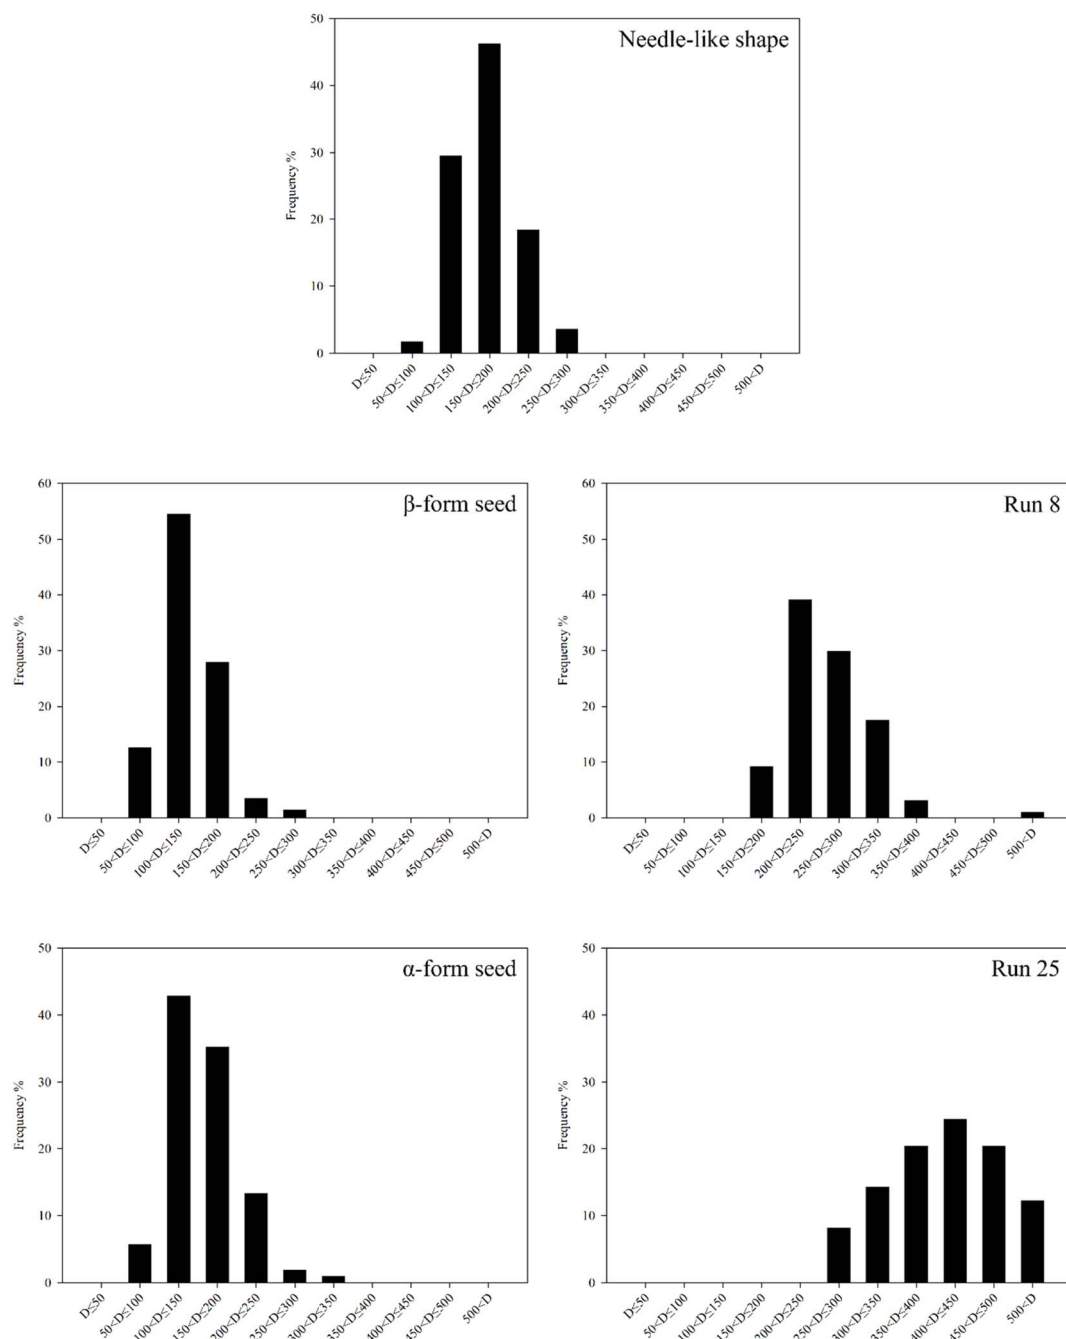 Needle-like shape
Frequency %
50
40
30
20
10
0
D≤50
50<D≤100
100<D≤150
150<D≤200
200<D≤250
250<D≤300
300<D≤350
350<D≤400
400<D≤450
450<D≤500
500<D
β-form seed
Frequency %
60
50
40
30
20
10
0
D≤50
50<D≤100
100<D≤150
150<D≤200
200<D≤250
250<D≤300
300<D≤350
350<D≤400
400<D≤450
450<D≤500
500<D
Run 8
Frequency %
60
50
40
30
20
10
0
D≤50
50<D≤100
100<D≤150
150<D≤200
200<D≤250
250<D≤300
300<D≤350
350<D≤400
400<D≤450
450<D≤500
500<D
α-form seed
Frequency %
50
40
30
20
10
0
D≤50
50<D≤100
100<D≤150
150<D≤200
200<D≤250
250<D≤300
300<D≤350
350<D≤400
400<D≤450
450<D≤500
500<D
Run 25
Frequency %
50
40
30
20
10
0
D≤50
50<D≤100
100<D≤150
150<D≤200
200<D≤250
250<D≤300
300<D≤350
350<D≤400
400<D≤450
450<D≤500
500<D